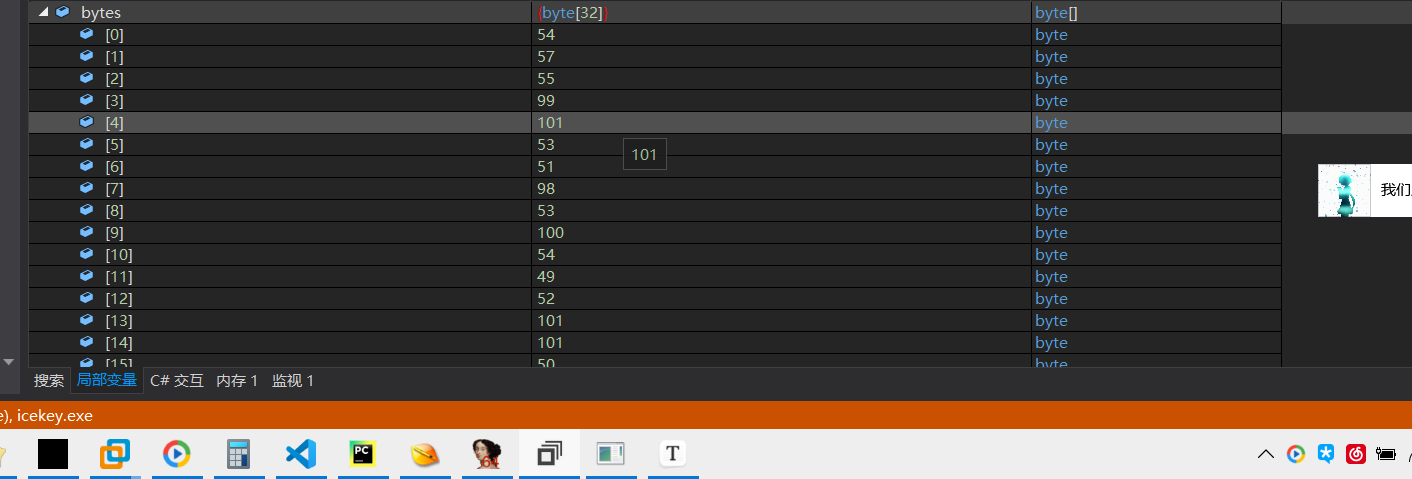 bytes {byte[32]} byte[]
[0] 54 byte
[1] 57 byte
[2] 55 byte
[3] 99 byte
[4] 101 byte
[5] 53 byte
101
[6] 51 byte
[7] 98 byte
[8] 53 byte
我们
[9] 100 byte
[10] 54 byte
[11] 49 byte
[12] 52 byte
[13] 101 byte
[14] 101 byte
[15] 50 byte
搜索 局部变量 C# 交互 内存 1 监视 1
e), icekey.exe
PC 64 T